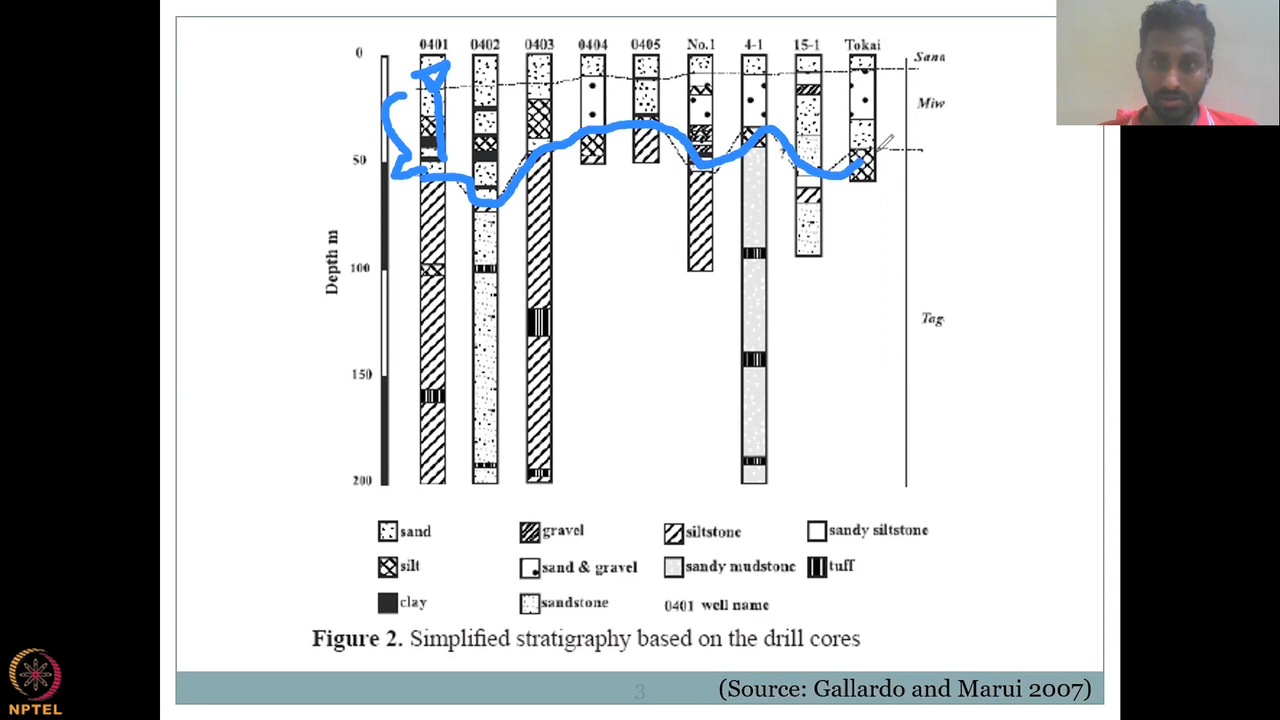 0401 0402 0403 0404 0405 No.1 4-1 15-1 Tokai
0
Sana
Miw
50
Depth m
100
Tag
150
200
sand gravel siltstone sandy siltstone
silt sand & gravel sandy mudstone tuff
clay sandstone 0401 well name
Figure 2. Simplified stratigraphy based on the drill cores
3 (Source: Gallardo and Marui 2007)
NPTEL